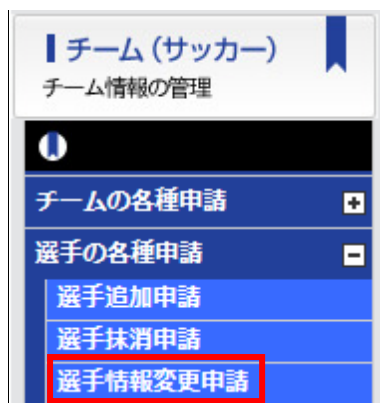 チーム（サッカー）
チーム情報の管理
チームの各種申請
選手の各種申請
選手追加申請
選手抹消申請
選手情報変更申請